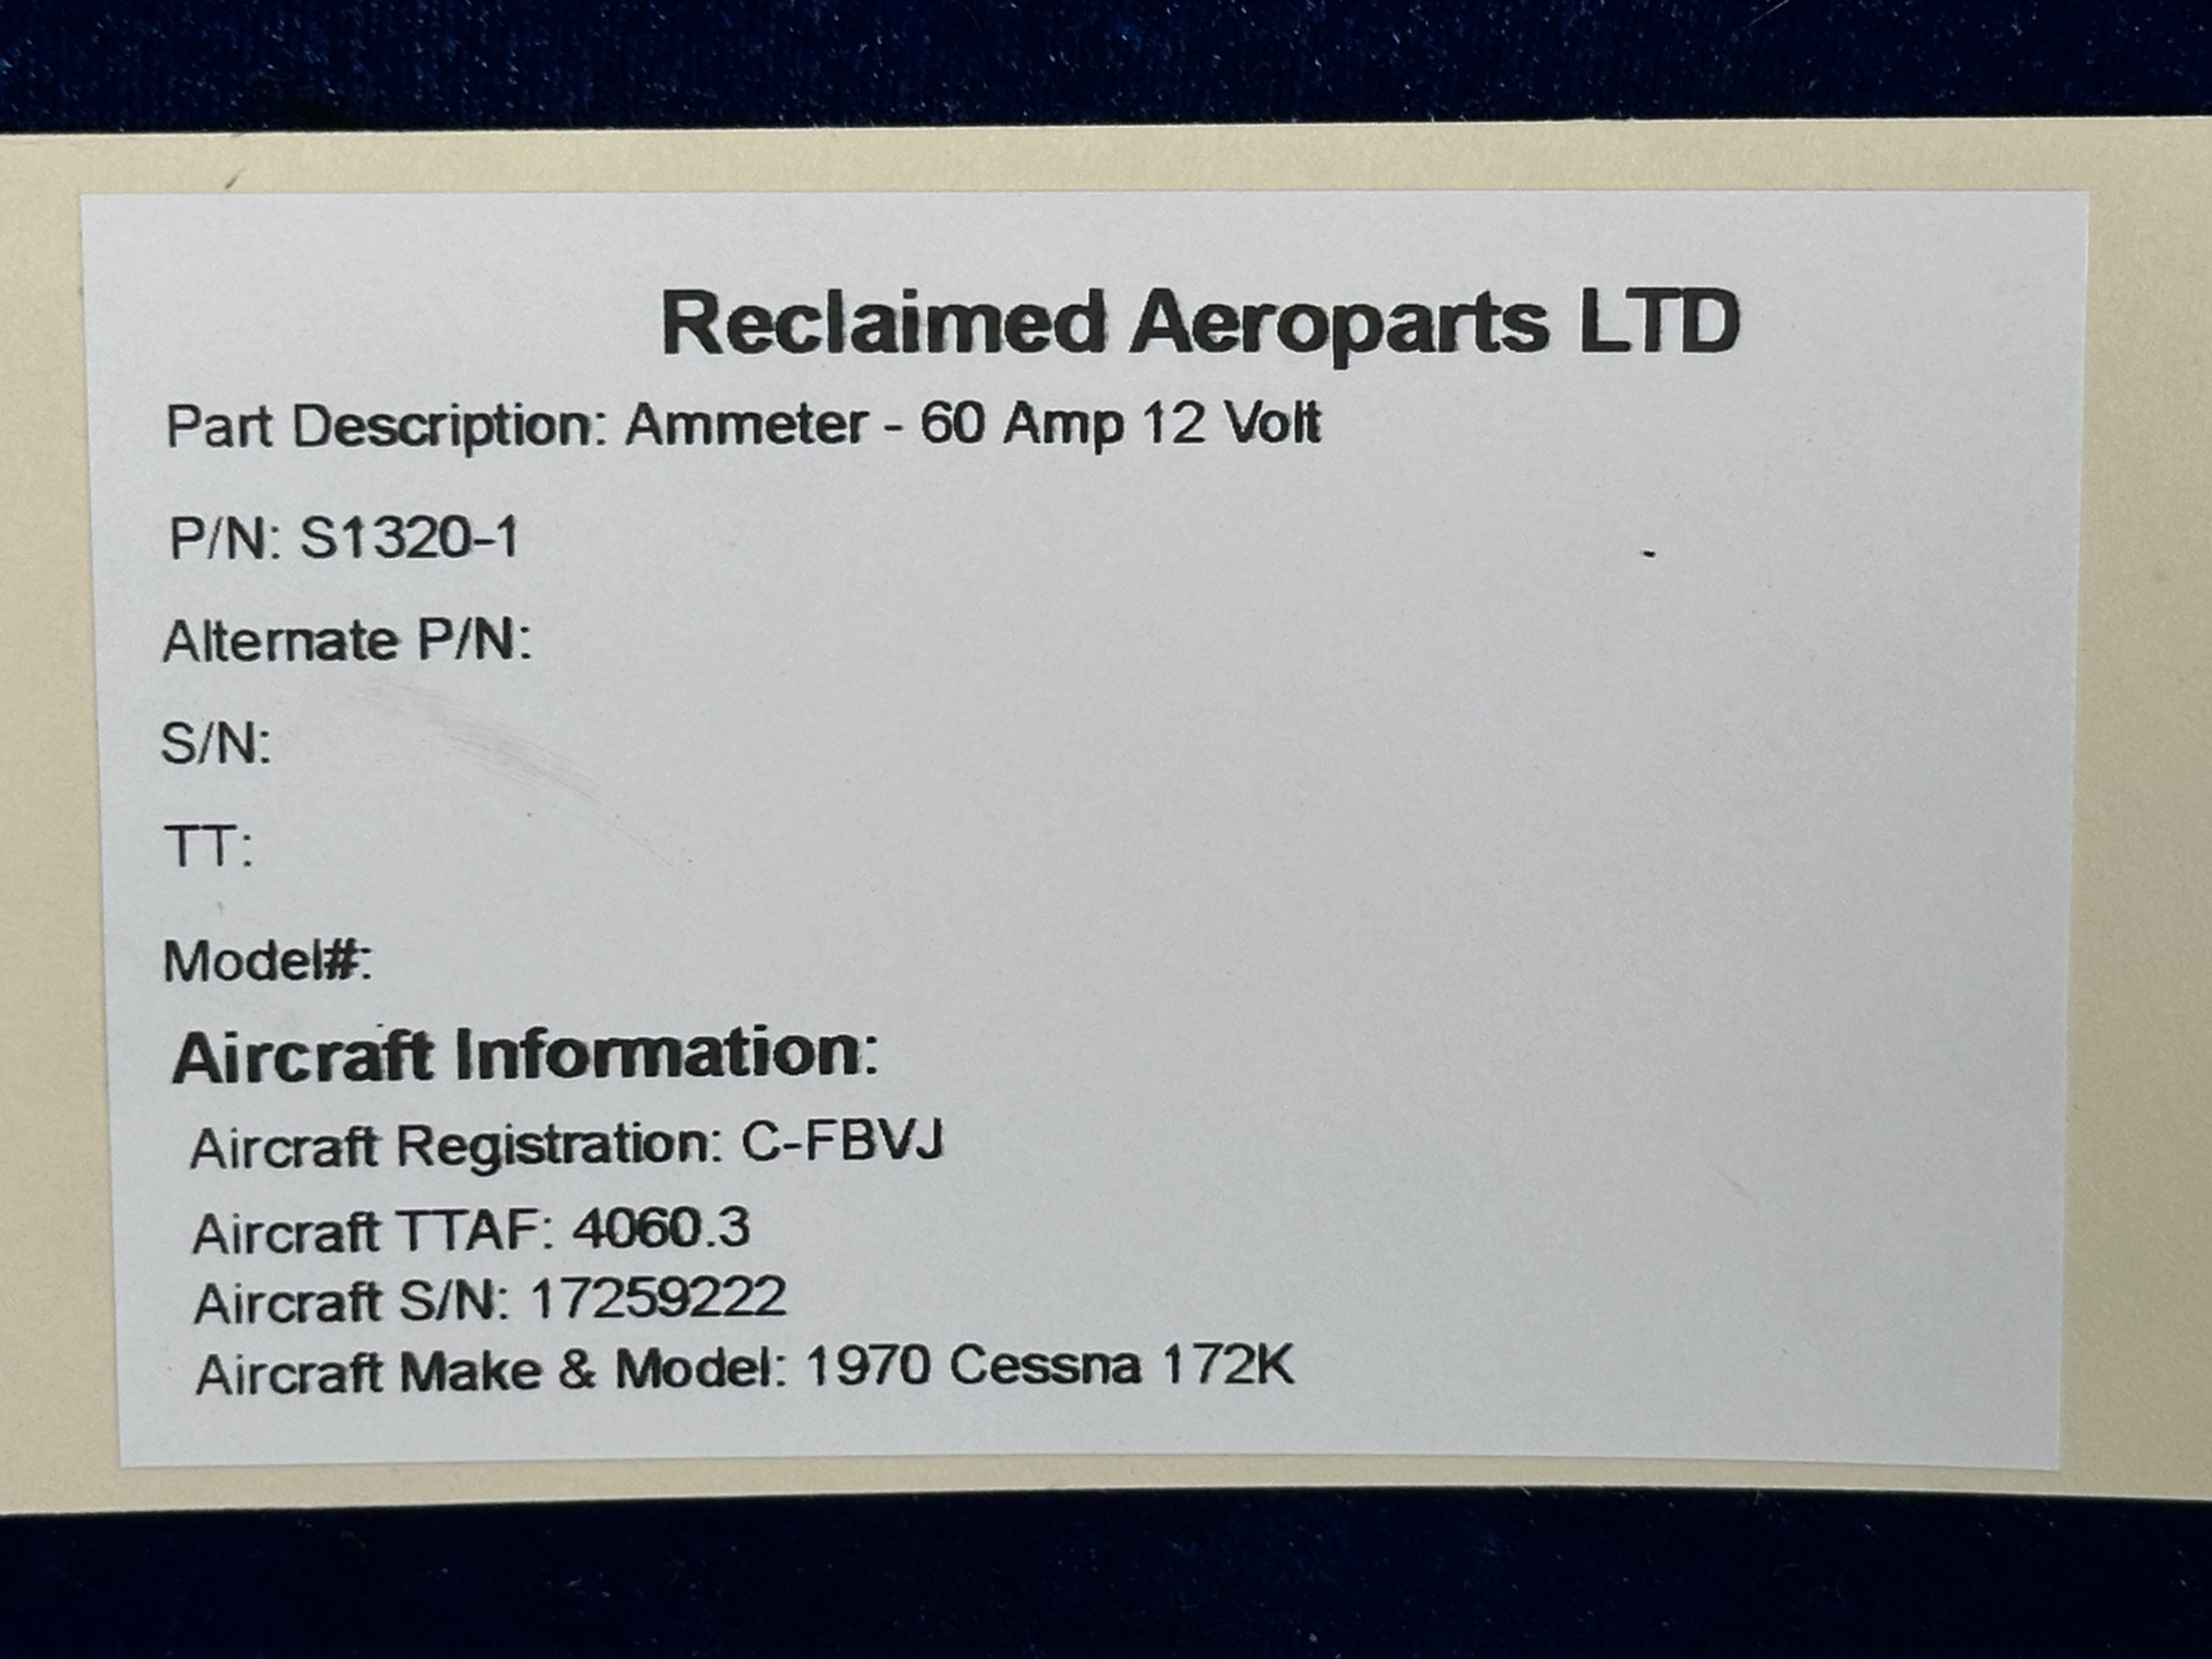 Reclaimed Aeroparts LTD
Part Description: Ammeter - 60 Amp 12 Volt
P/N: S1320-1
Alternate P/N:
S/N:
TT:
Model#:
Aircraft Information:
Aircraft Registration: C-FBVJ
Aircraft TTAF: 4060.3
Aircraft S/N: 17259222
Aircraft Make & Model: 1970 Cessna 172K